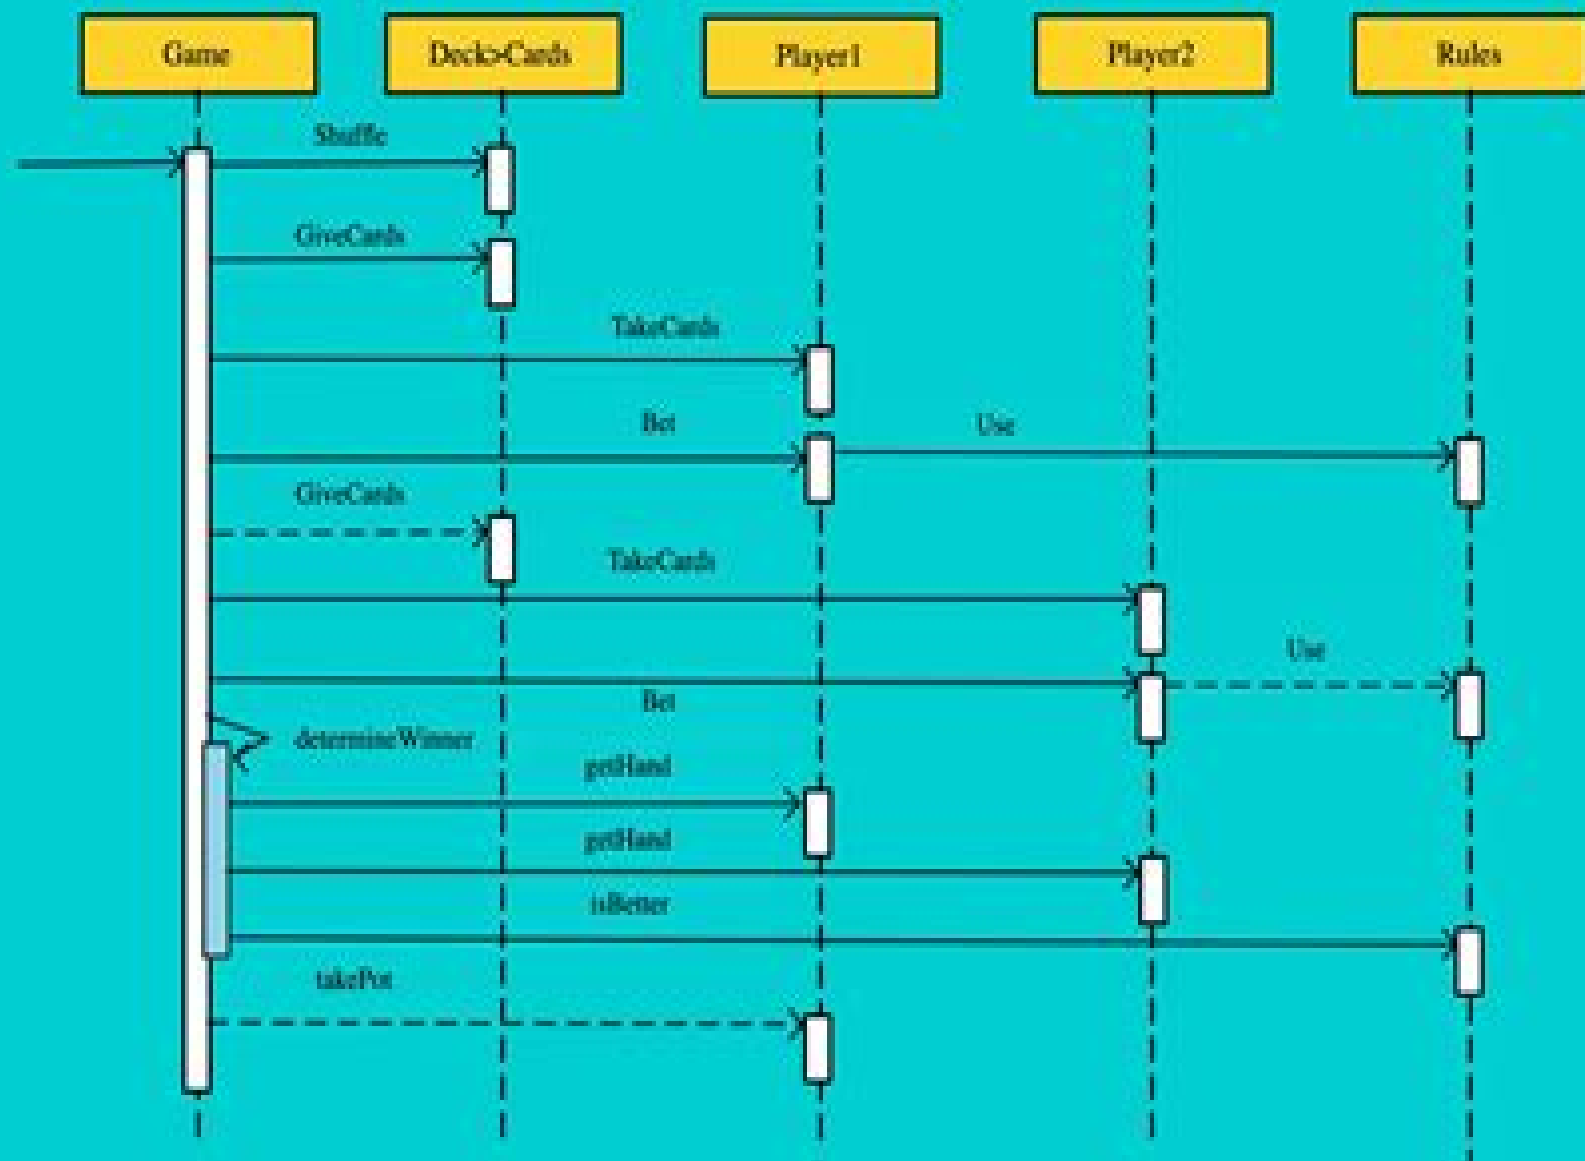 Game
Deck>Cards
Player1
Player2
Rules
Shuffle
GiveCards
TakeCards
Bet
Use
GiveCards
TakeCards
Use
Bet
determineWinner
getHand
getHand
isBetter
takePot